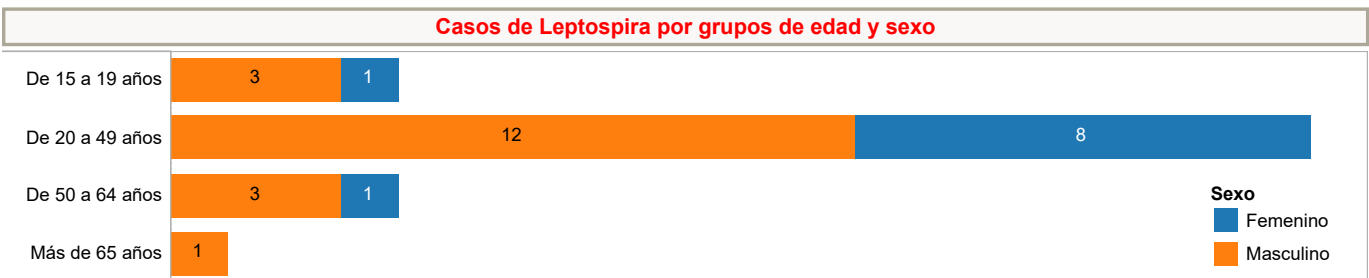 Casos de Leptospira por grupos de edad y sexo
De 15 a 19 años 3 1
De 20 a 49 años 12 8
De 50 a 64 años 3 1
Más de 65 años 1
Sexo
Femenino
Masculino